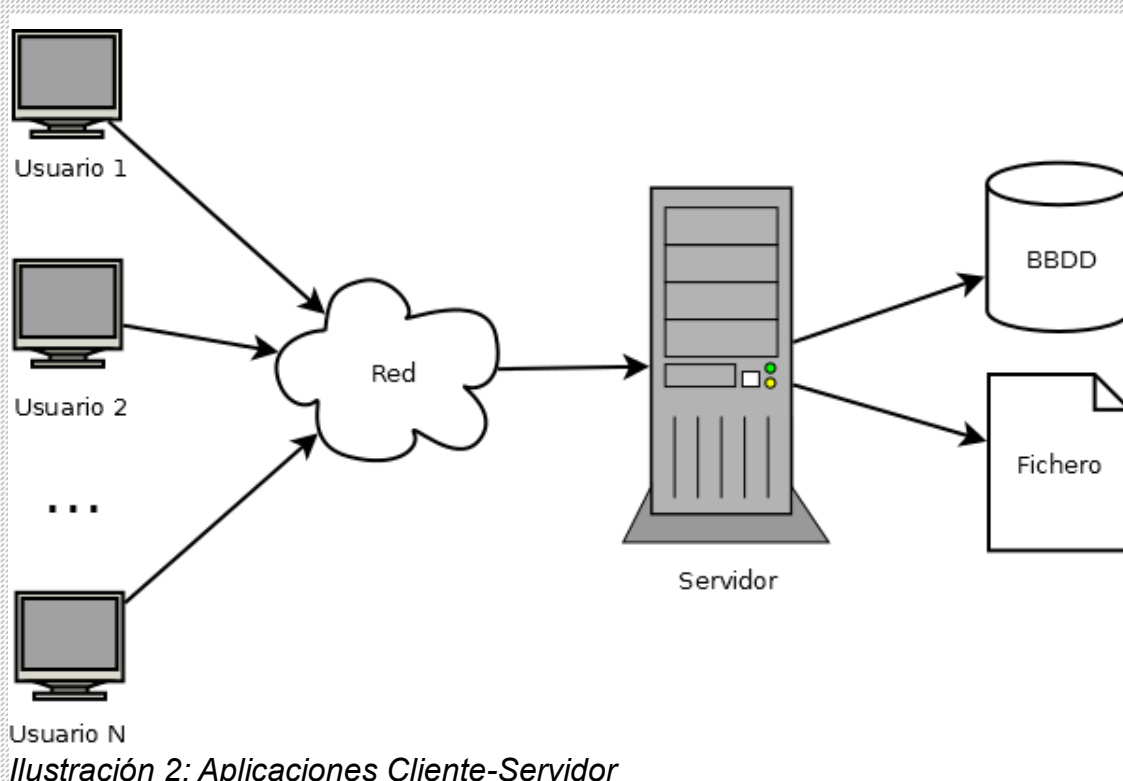 Usuario 1
Usuario 2
...
Usuario N
Red
Servidor
BBDD
Fichero
Ilustración 2: Aplicaciones Cliente-Servidor